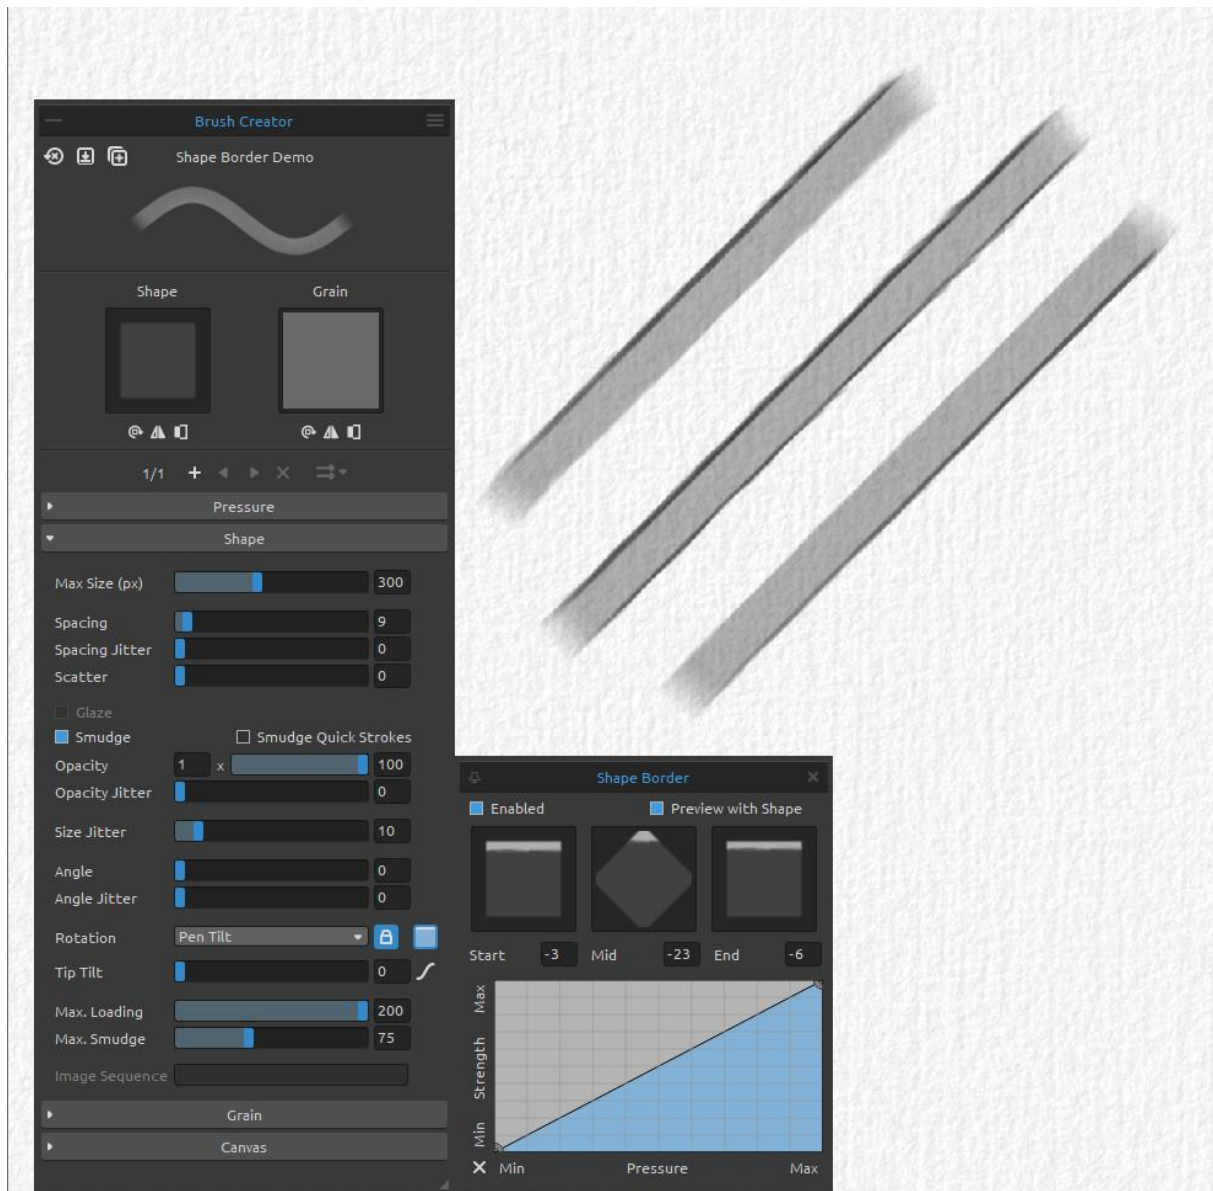 Brush Creator
Shape Border Demo
Shape Grain
1/1
Pressure
Shape
Max Size (px) 300
Spacing 9
Spacing Jitter 0
Scatter 0
Glaze
Smudge Smudge Quick Strokes
Opacity 1 x 100
Opacity Jitter 0
Size Jitter 10
Angle 0
Angle Jitter 0
Rotation Pen Tilt
Tip Tilt 0
Max. Loading 200
Max. Smudge 75
Image Sequence
Grain
Canvas
Shape Border
Enabled Preview with Shape
Start -3 Mid -23 End -6
Max
Strength
Min
Min Pressure Max